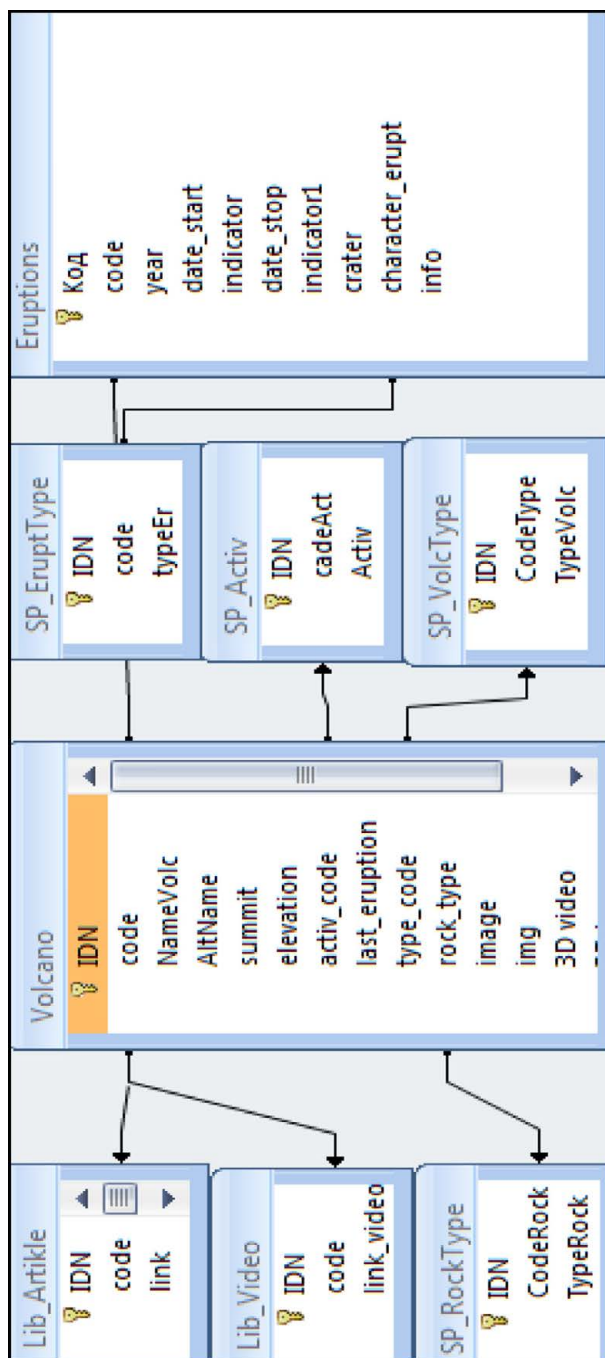 Lib_Artikle
IDN
code
link
Lib_Video
IDN
code
link_video
SP_RockType
IDN
CodeRock
TypeRock
Volcano
IDN
code
NameVolc
AltName
summit
elevation
activ_code
last_eruption
type_code
rock_type
image
img
3D video
SP_EruptType
IDN
code
typeEr
SP_Activ
IDN
cadeAct
Activ
SP_VolcType
IDN
CodeType
TypeVolc
Eruptions
Код
code
year
date_start
indicator
date_stop
indicator1
crater
character_erupt
info